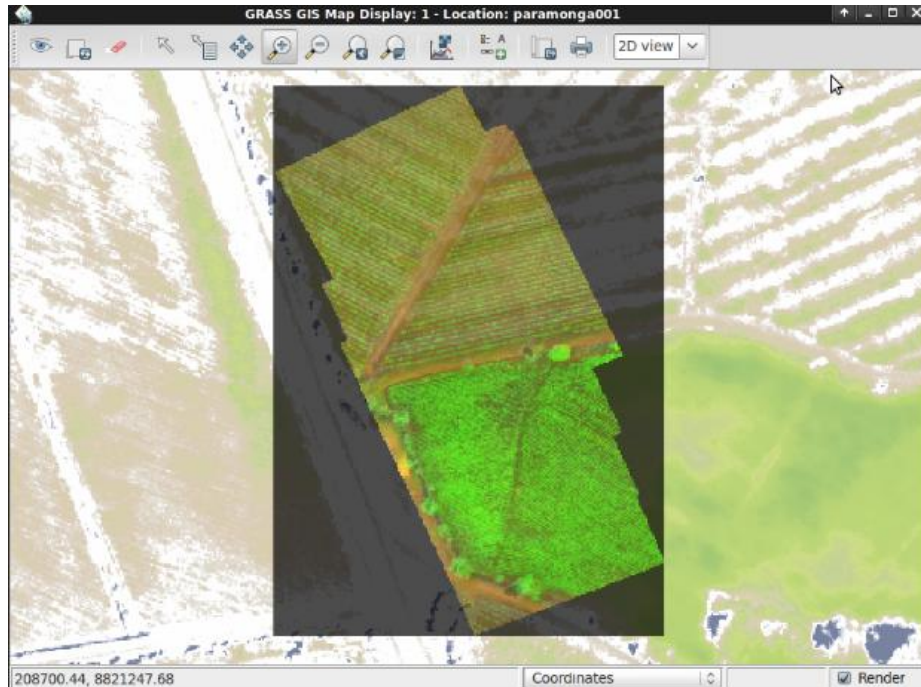 GRASS GIS Map Display: 1 - Location: paramonga001
2D view
208700.44, 8821247.68
Coordinates
Render